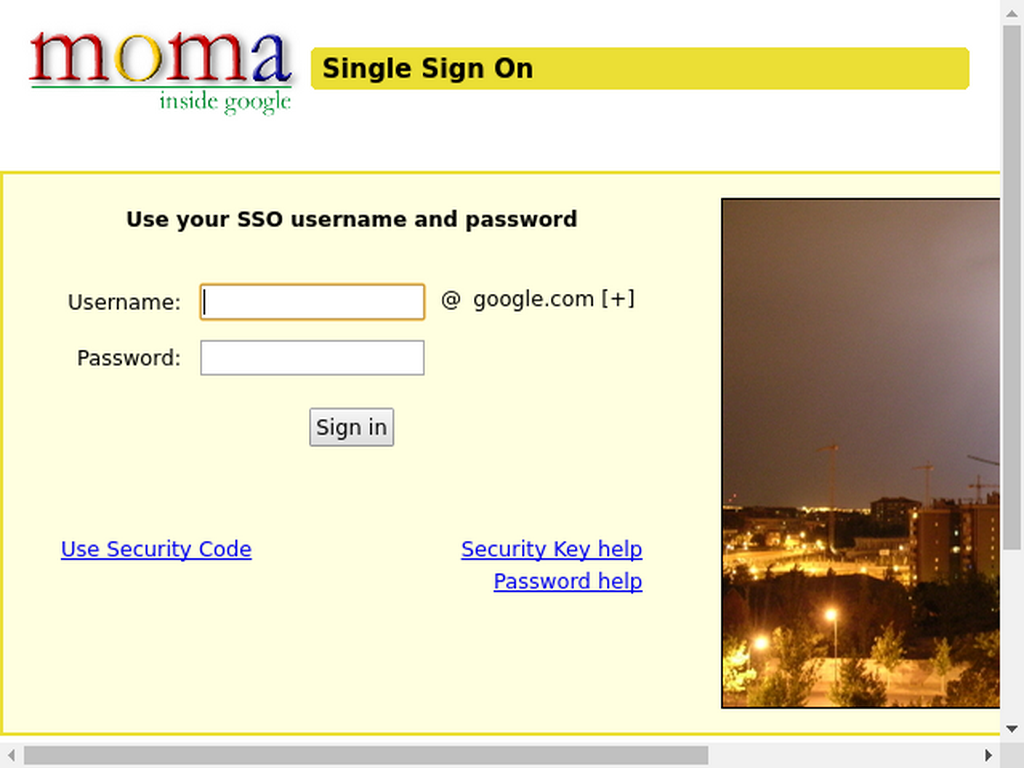 moma
inside google
Single Sign On
Use your SSO username and password
Username: @ google.com [+]
Password:
Sign in
Use Security Code Security Key help
Password help